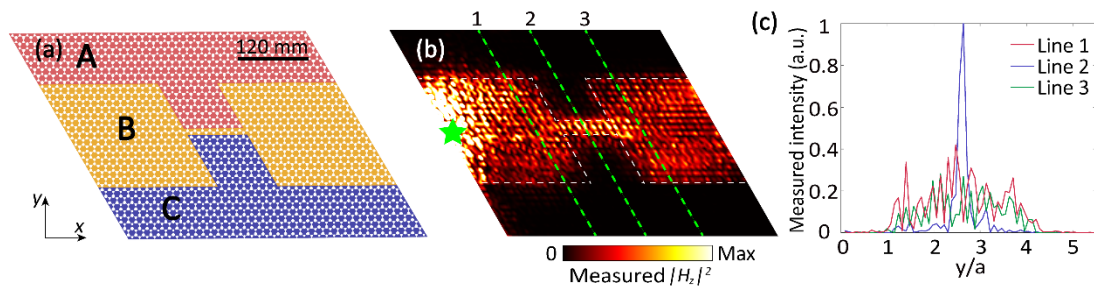 (a)
A
120 mm
B
C
y
x
(b)
1 2 3
0 Max
Measured |H_z|²
(c)
Measured intensity (a.u.)
1
0.8
0.6
0.4
0.2
0
Line 1
Line 2
Line 3
0 1 2 3 4 5
y/a